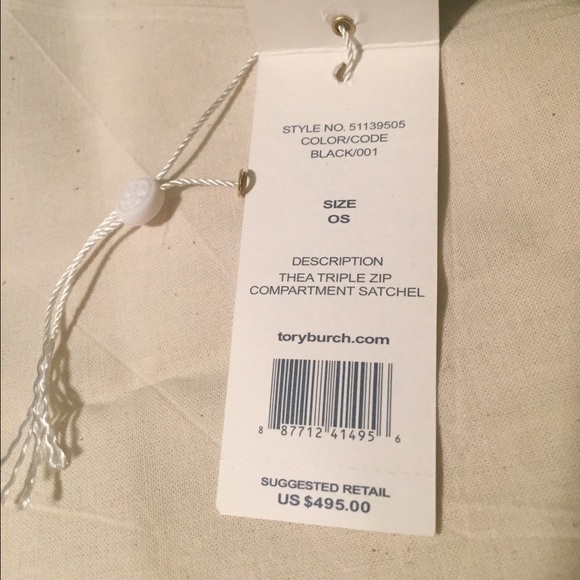 STYLE NO. 51139505
COLOR/CODE
BLACK/001
SIZE
OS
DESCRIPTION
THEA TRIPLE ZIP
COMPARTMENT SATCHEL
toryburch.com
8 87712 41495 6
SUGGESTED RETAIL
US $495.00